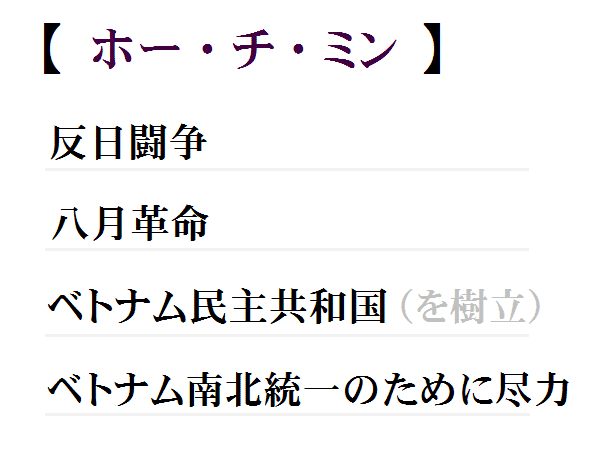 【 ホー・チ・ミン 】
反日闘争
八月革命
ベトナム民主共和国（を樹立）
ベトナム南北統一のために尽力